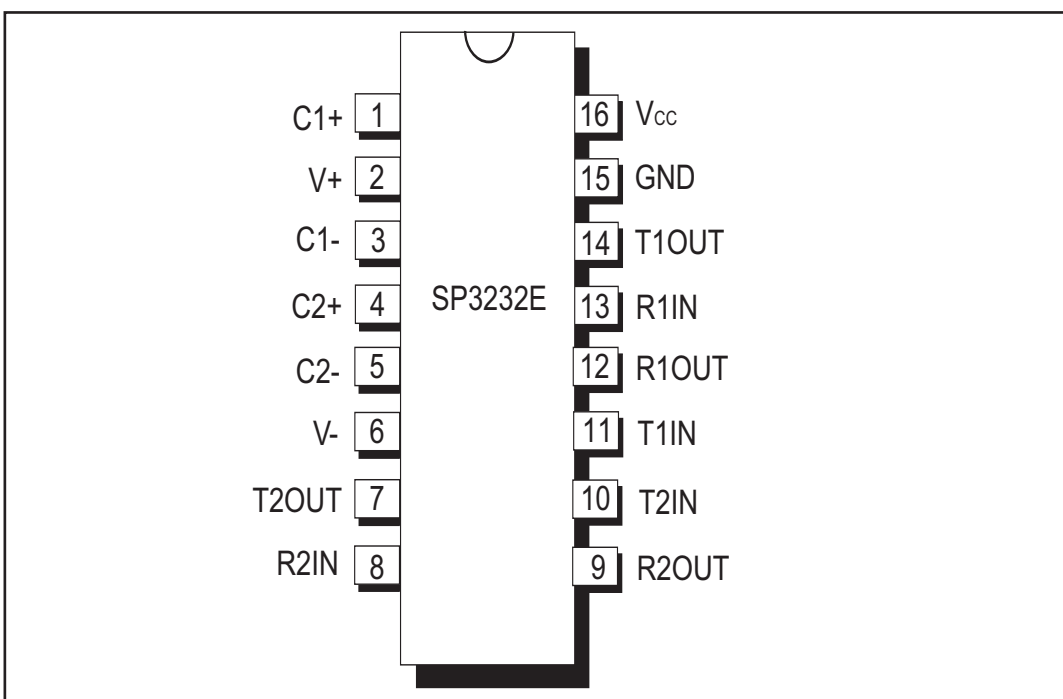 C1+ 1
V+ 2
C1- 3
C2+ 4
C2- 5
V- 6
T2OUT 7
R2IN 8
SP3232E
16 Vcc
15 GND
14 T1OUT
13 R1IN
12 R1OUT
11 T1IN
10 T2IN
9 R2OUT